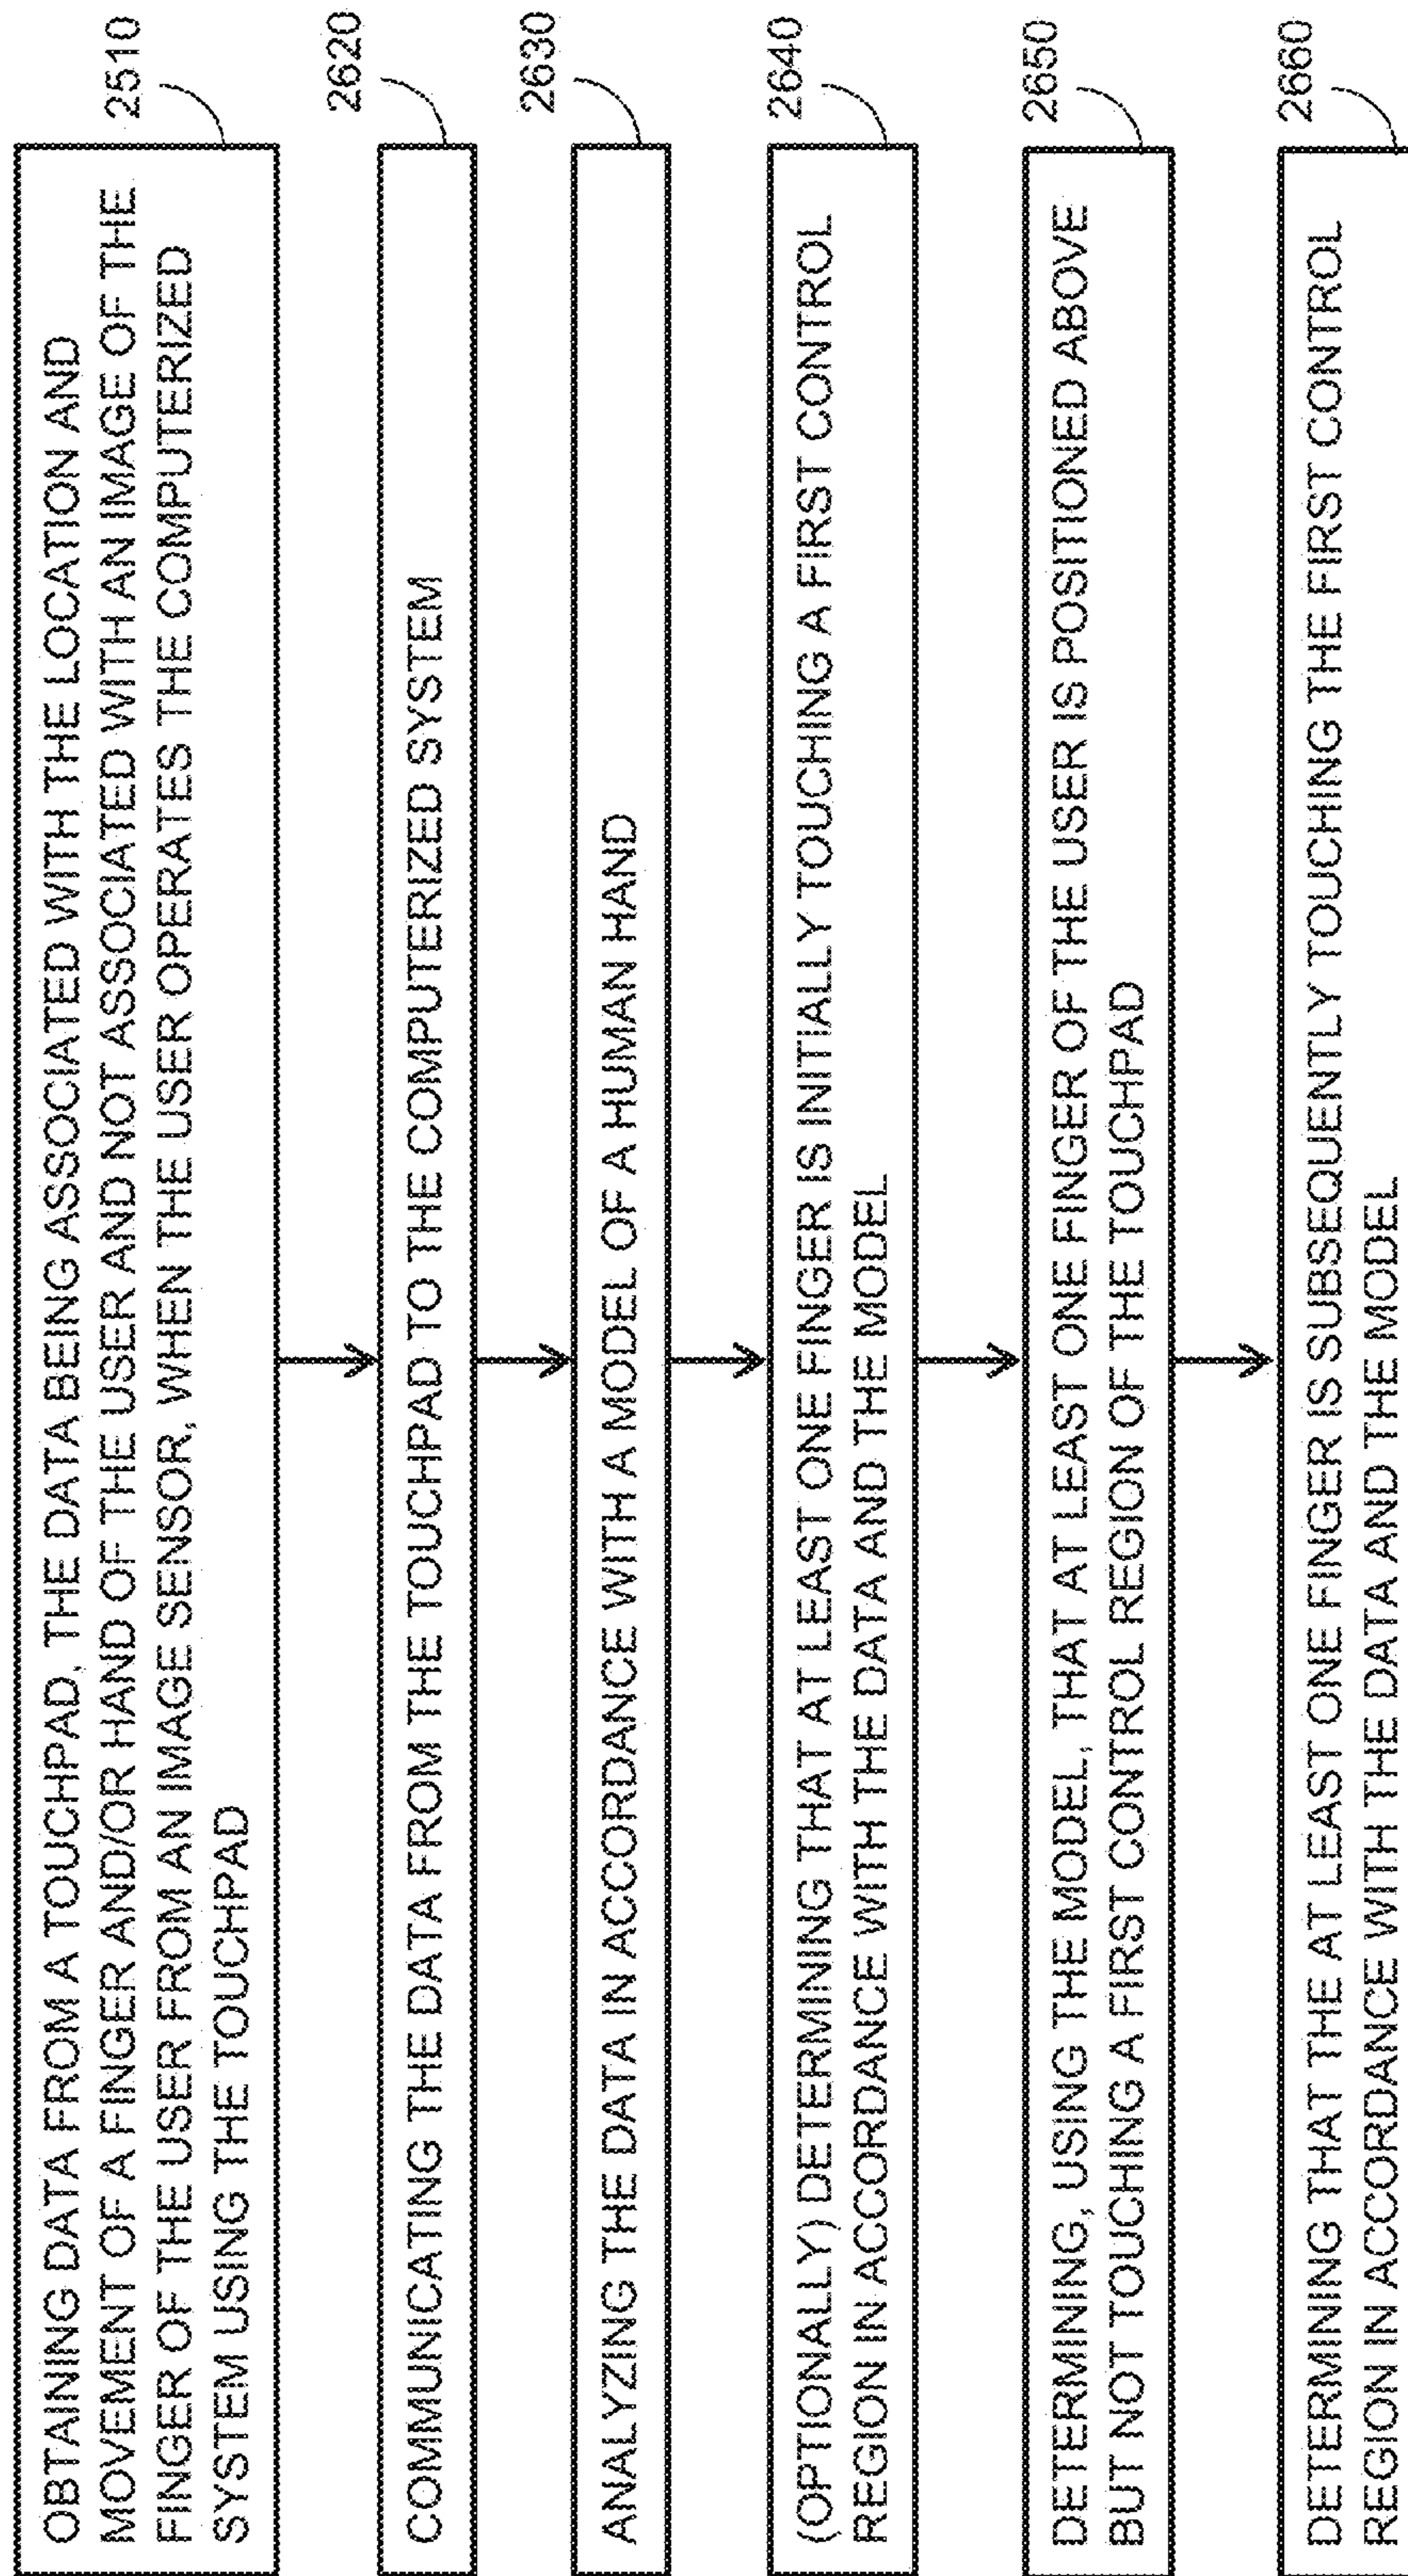 OBTAINING DATA FROM A TOUCHPAD, THE DATA BEING ASSOCIATED WITH THE LOCATION AND
MOVEMENT OF A FINGER AND/OR HAND OF THE USER AND NOT ASSOCIATED WITH AN IMAGE OF THE
FINGER OF THE USER FROM AN IMAGE SENSOR, WHEN THE USER OPERATES THE COMPUTERIZED
SYSTEM USING THE TOUCHPAD
2510
COMMUNICATING THE DATA FROM THE TOUCHPAD TO THE COMPUTERIZED SYSTEM
2620
ANALYZING THE DATA IN ACCORDANCE WITH A MODEL OF A HUMAN HAND
2630
(OPTIONALLY) DETERMINING THAT AT LEAST ONE FINGER IS INITIALLY TOUCHING A FIRST CONTROL
REGION IN ACCORDANCE WITH THE DATA AND THE MODEL
2640
DETERMINING, USING THE MODEL, THAT AT LEAST ONE FINGER OF THE USER IS POSITIONED ABOVE
BUT NOT TOUCHING A FIRST CONTROL REGION OF THE TOUCHPAD
2650
DETERMINING THAT THE AT LEAST ONE FINGER IS SUBSEQUENTLY TOUCHING THE FIRST CONTROL
REGION IN ACCORDANCE WITH THE DATA AND THE MODEL
2660